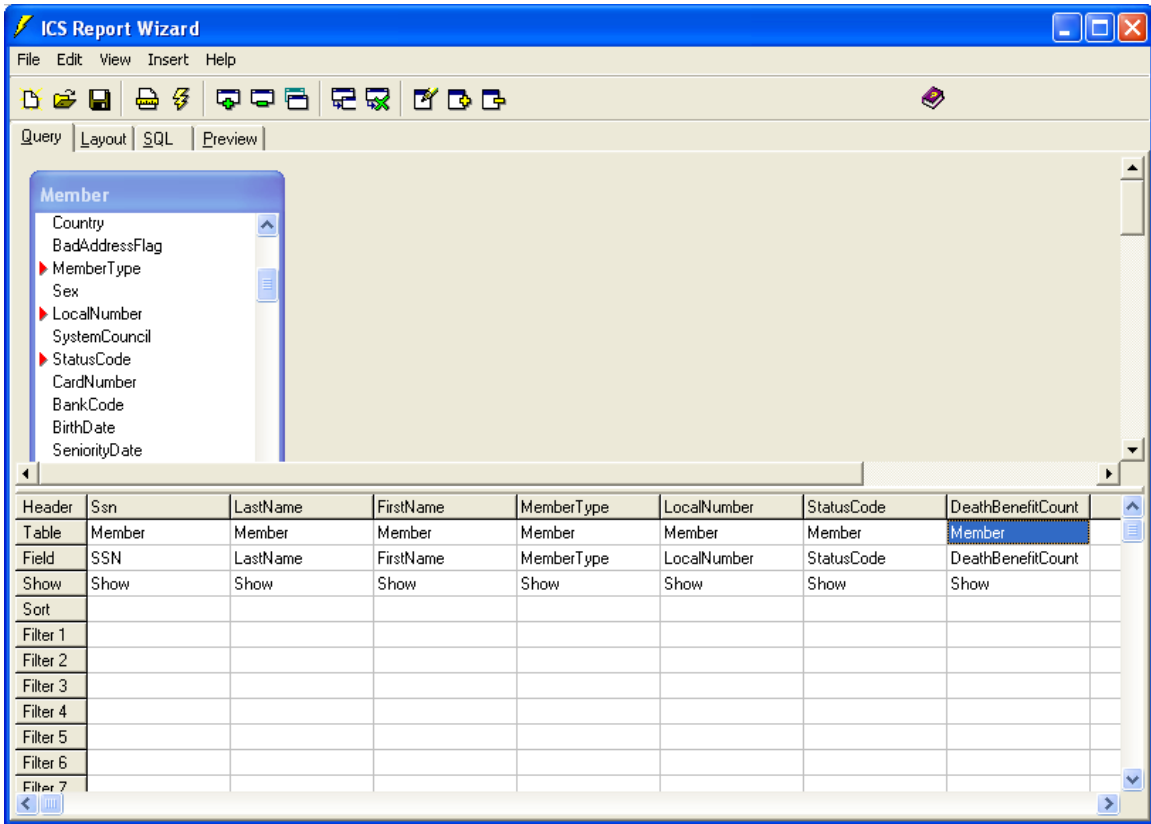 ICS Report Wizard
File Edit View Insert Help
Query Layout SQL Preview
Member
Country
BadAddressFlag
MemberType
Sex
LocalNumber
SystemCouncil
StatusCode
CardNumber
BankCode
BirthDate
SeniorityDate
Header Ssn LastName FirstName MemberType LocalNumber StatusCode DeathBenefitCount
Table Member Member Member Member Member Member Member
Field SSN LastName FirstName MemberType LocalNumber StatusCode DeathBenefitCount
Show Show Show Show Show Show Show Show
Sort
Filter 1
Filter 2
Filter 3
Filter 4
Filter 5
Filter 6
Filter 7